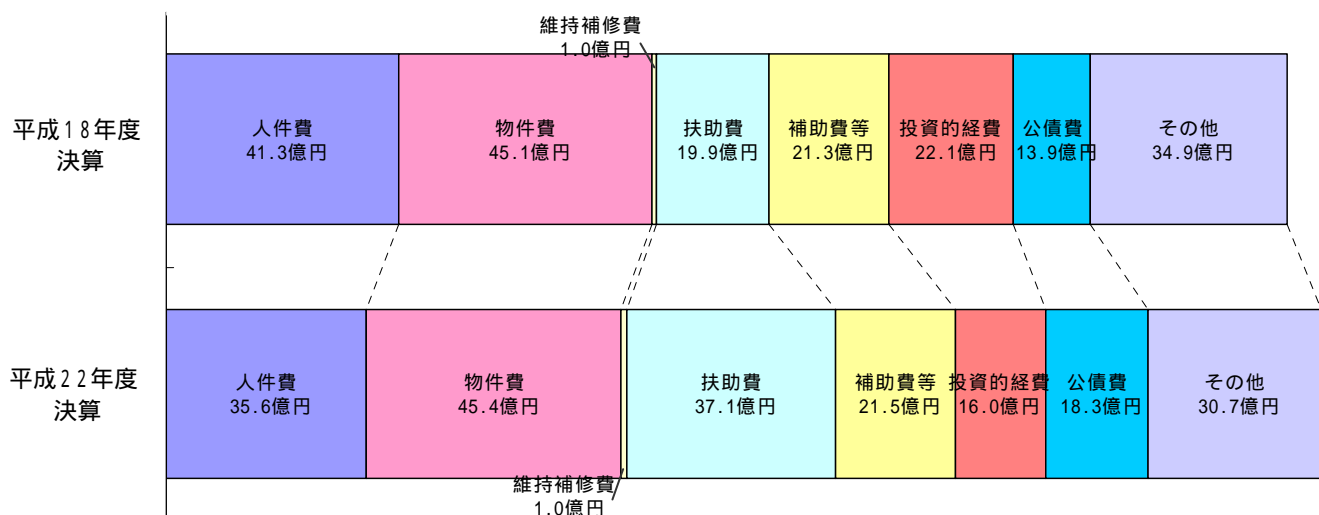 維持補修費
1.0億円
平成18年度
決算
人件費
41.3億円
物件費
45.1億円
扶助費
19.9億円
補助費等
21.3億円
投資的経費
22.1億円
公債費
13.9億円
その他
34.9億円
平成22年度
決算
人件費
35.6億円
物件費
45.4億円
扶助費
37.1億円
補助費等
21.5億円
投資的経費
16.0億円
公債費
18.3億円
その他
30.7億円
維持補修費
1.0億円